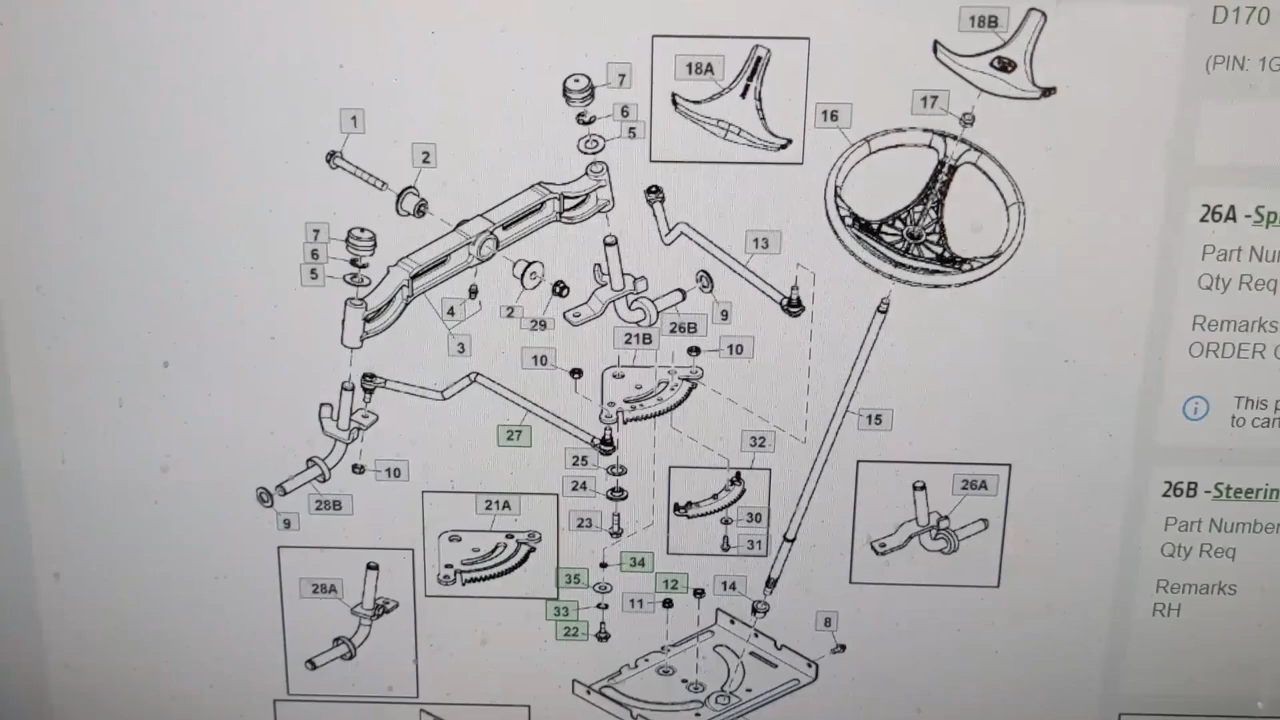 18B
D170
(PIN: 1G
7
18A
17
16
6
5
1
2
7
6
5
13
4
2
29
9
26B
3
21B
10
10
27
15
32
25
10
28B
9
24
21A
26A
23
30
31
34
35
12
14
28A
11
33
22
8
26A -Sp
Part Nu
Qty Req
Remarks
ORDER
This p
to can
26B -Steerin
Part Number
Qty Req
Remarks
RH